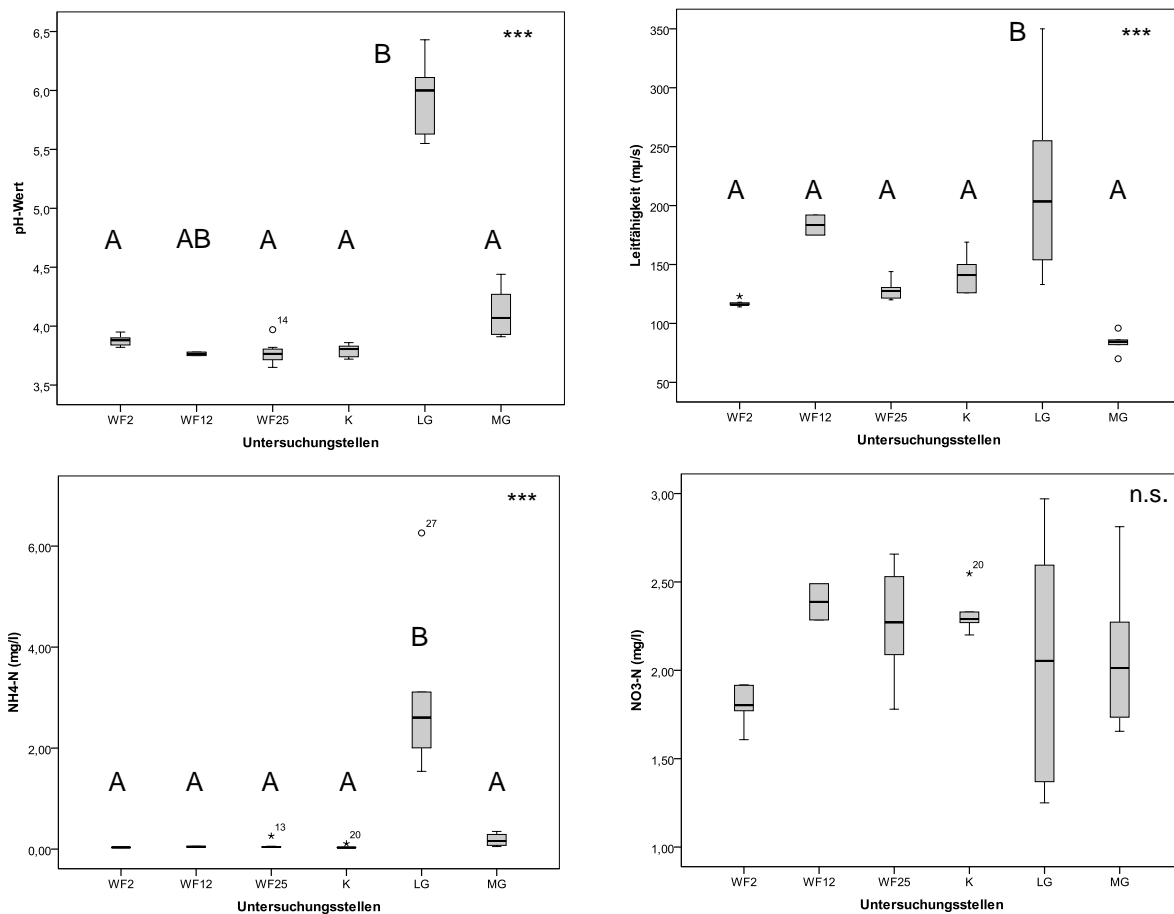 6,5
6,0
5,5
5,0
4,5
4,0
3,5
pH-Wert
B
***
A AB A A A
14
WF2 WF12 WF25 K LG MG
Untersuchungstellen
350
300
250
200
150
100
50
Leitfähigkeit (mµ/s)
B
***
A A A A A
WF2 WF12 WF25 K LG MG
Untersuchungsstellen
6,00
4,00
2,00
0,00
NH4-N (mg/l)
***
27
B
A A A A A
13
20
WF2 WF12 WF25 K LG MG
Untersuchungsstellen
3,00
2,50
2,00
1,50
1,00
NO3-N (mg/l)
n.s.
20
WF2 WF12 WF25 K LG MG
Untersuchungsstellen